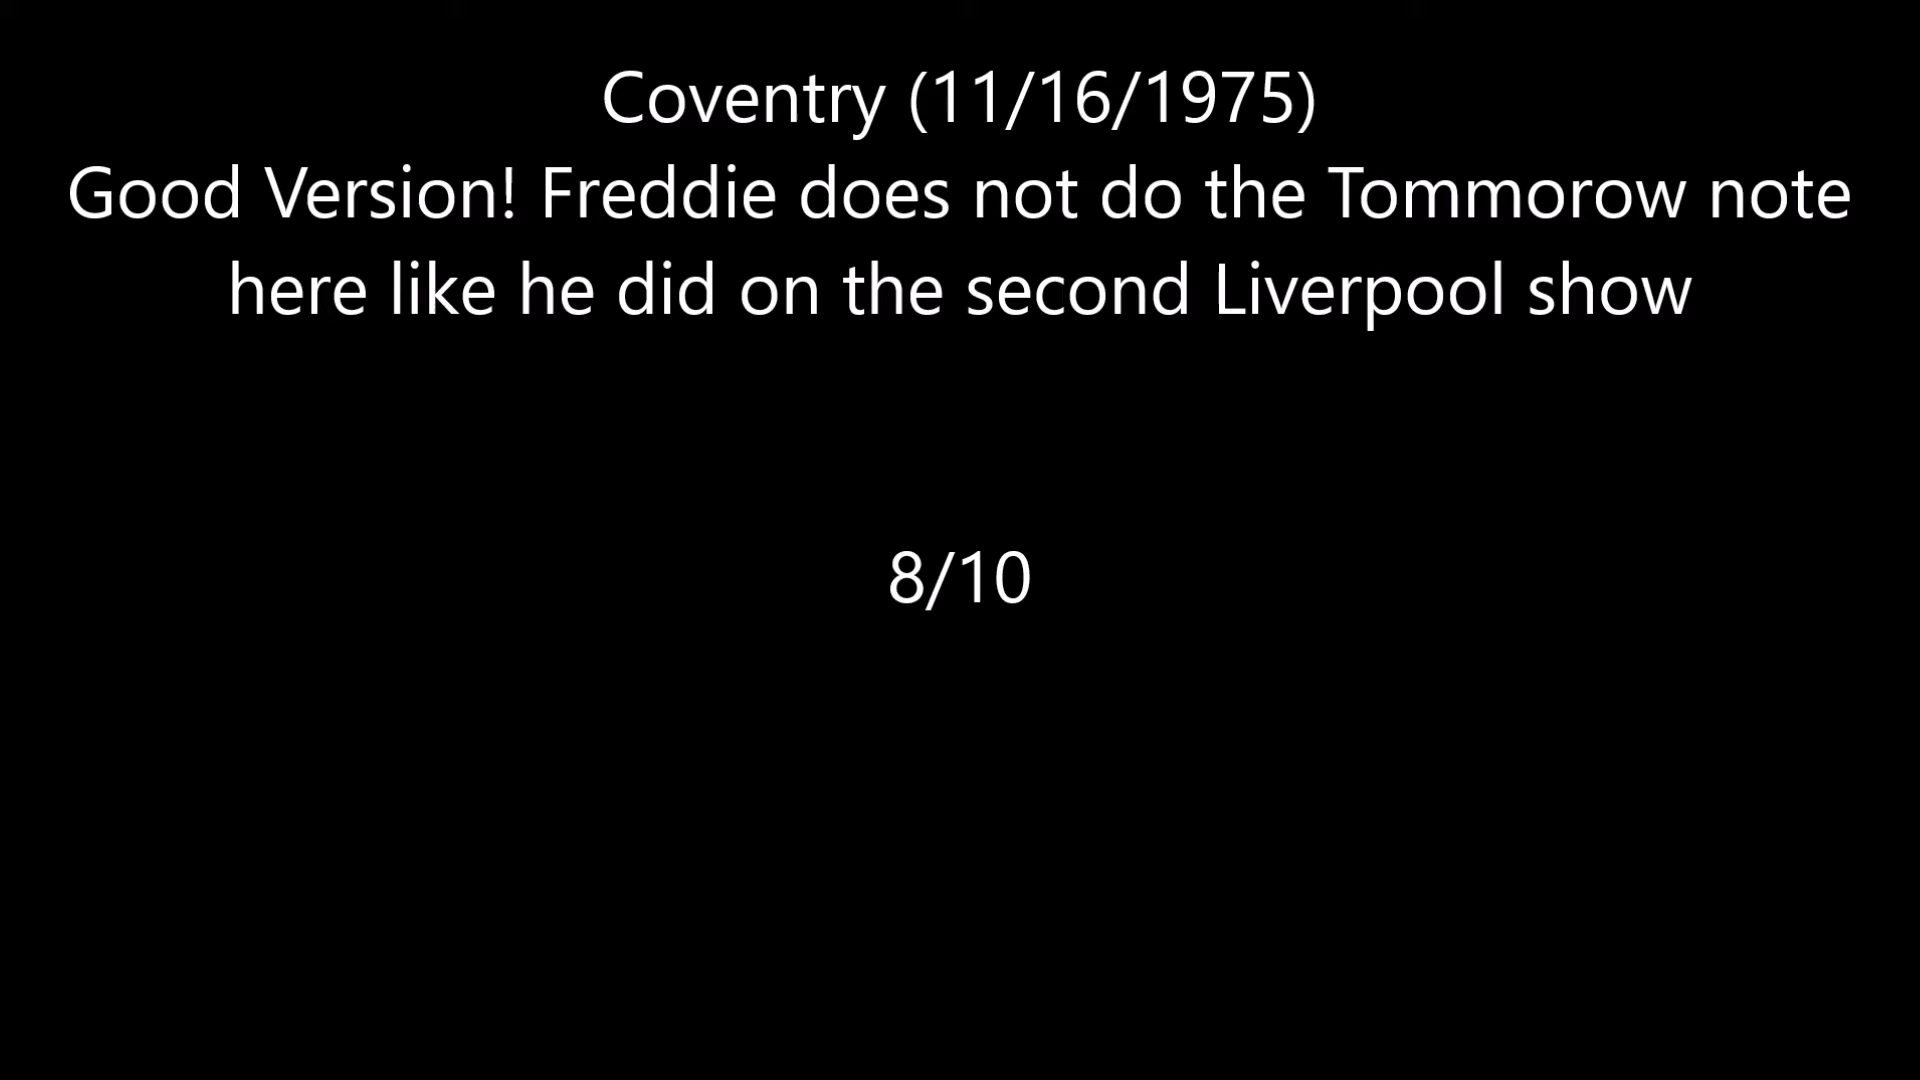 Coventry (11/16/1975)
Good Version! Freddie does not do the Tommorow note
here like he did on the second Liverpool show
8/10